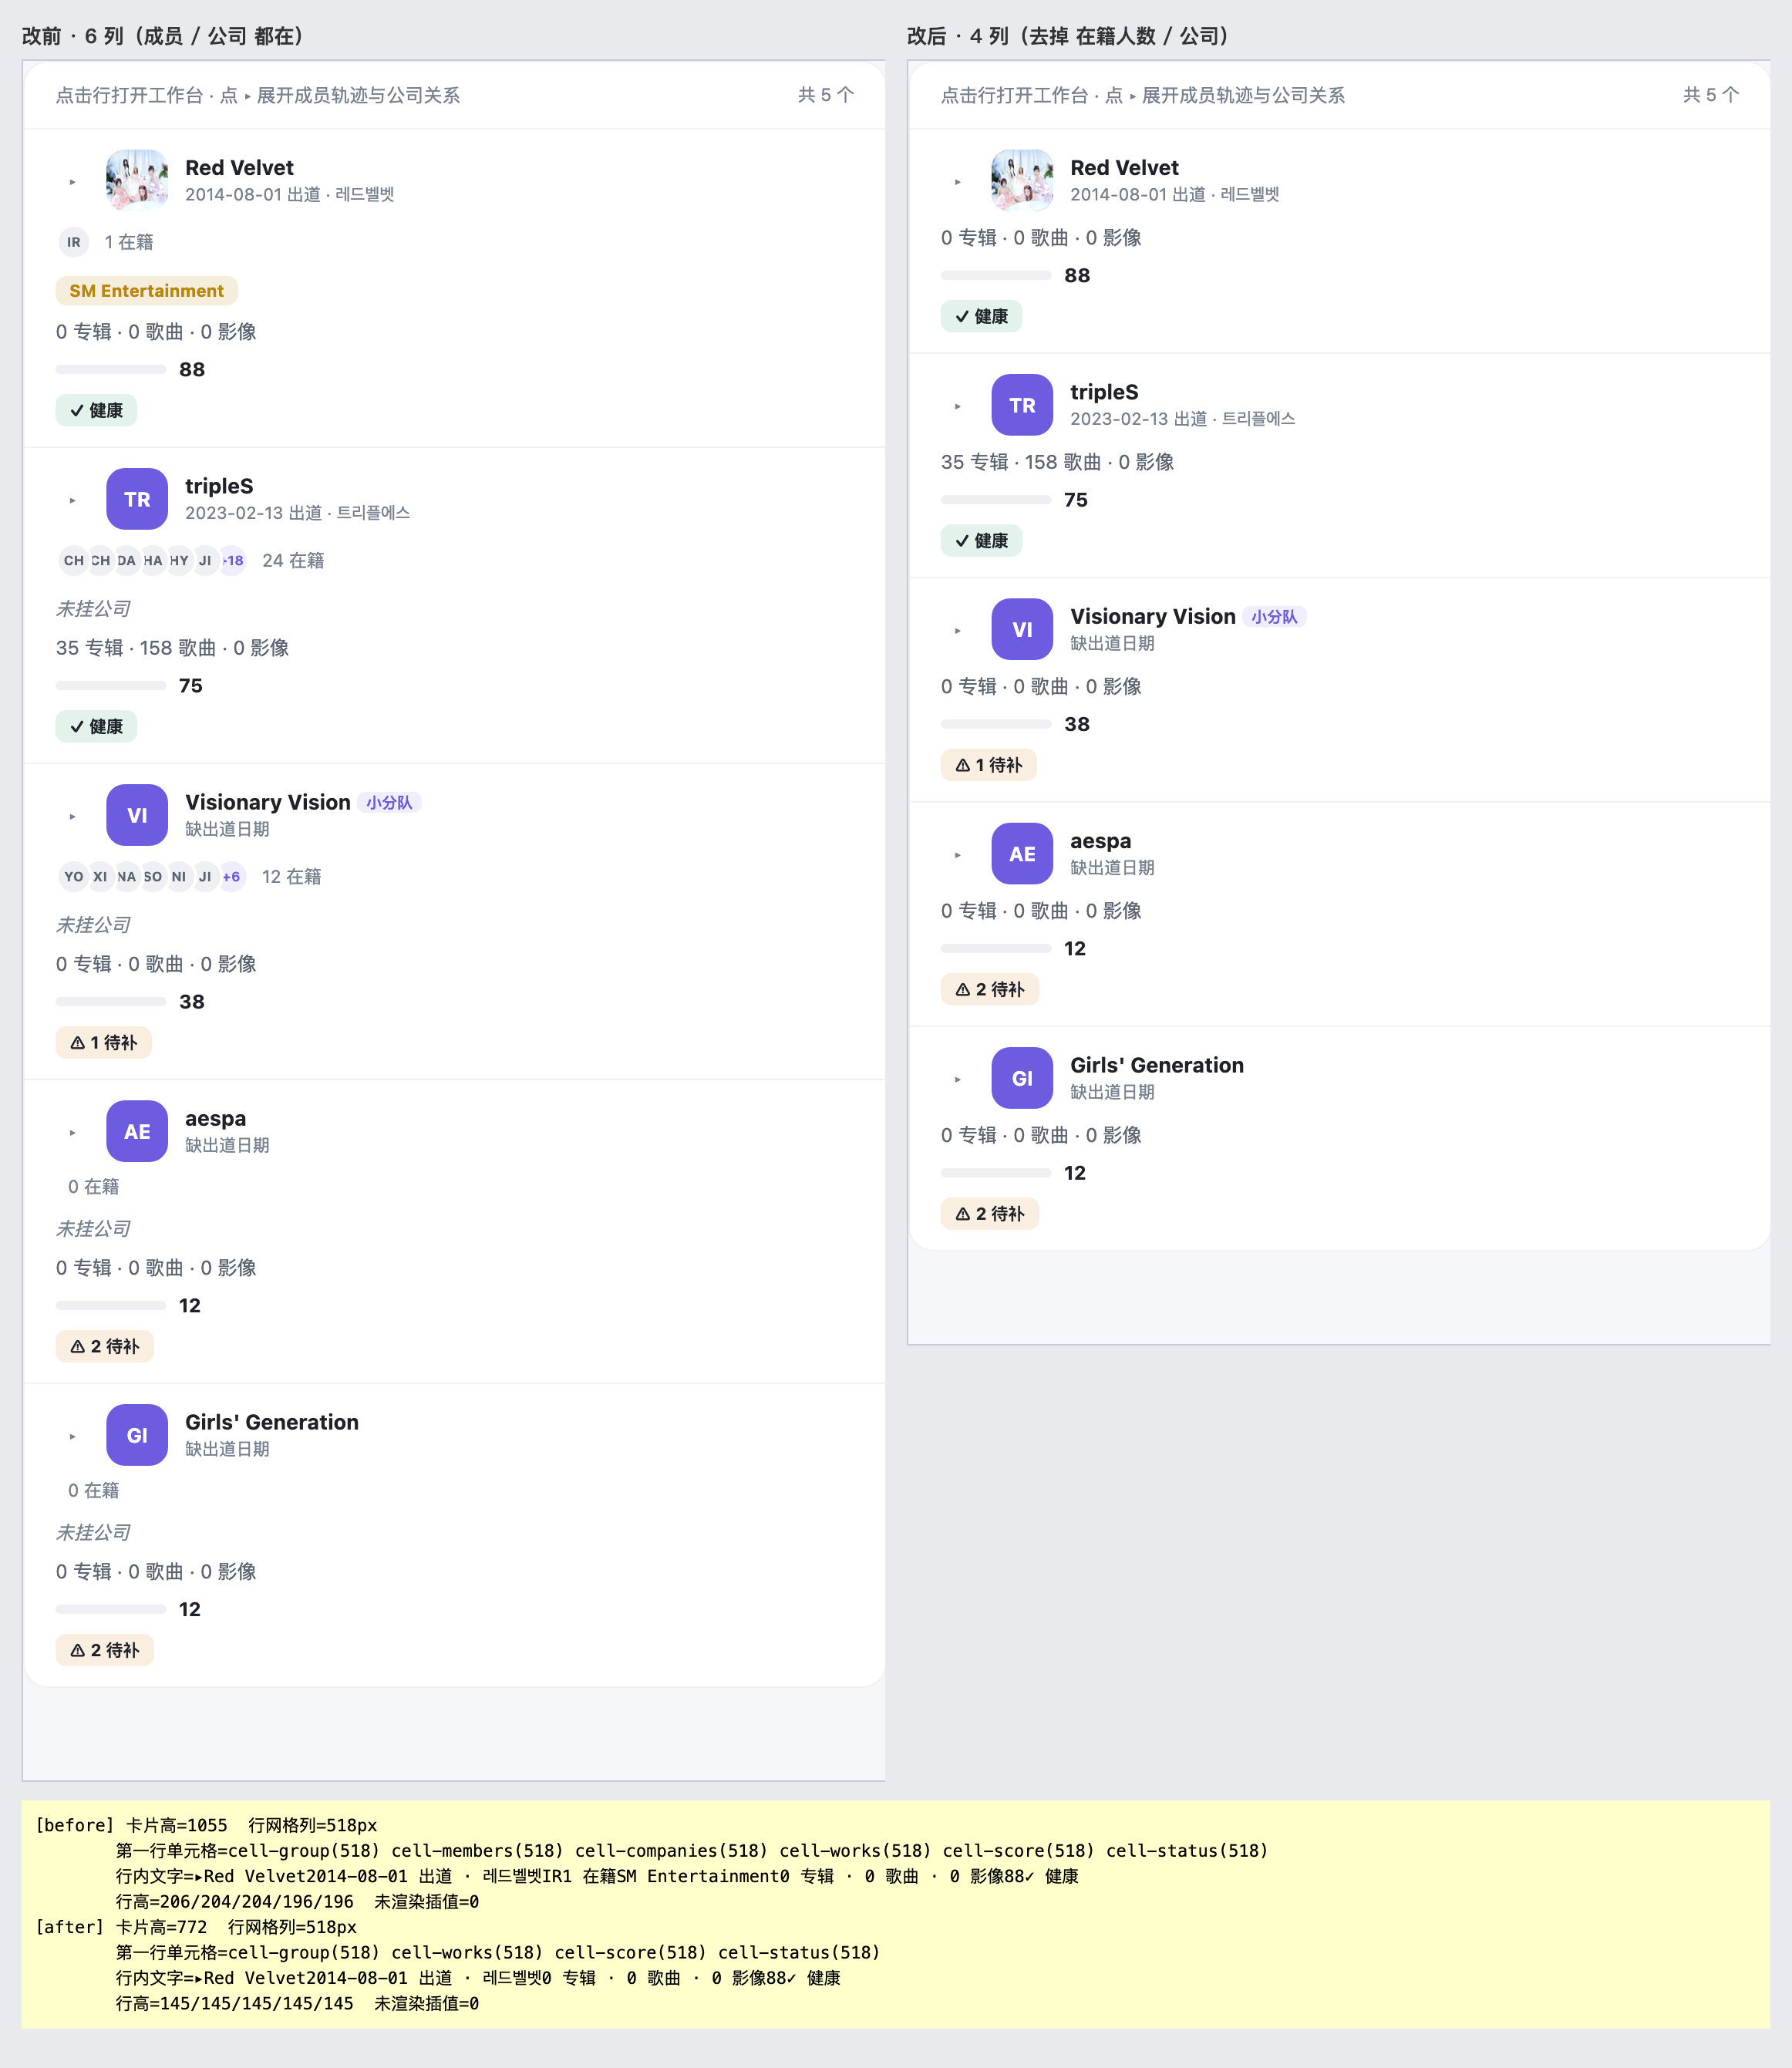 改前 · 6 列（成员 / 公司 都在）
点击行打开工作台 · 点 ▸ 展开成员轨迹与公司关系
共 5 个
▸
Red Velvet
2014-08-01 出道 · 레드벨벳
IR 1 在籍
SM Entertainment
0 专辑 · 0 歌曲 · 0 影像
88
✓ 健康
▸
TR
tripleS
2023-02-13 出道 · 트리플에스
CH CH DA HA HY JI +18 24 在籍
未挂公司
35 专辑 · 158 歌曲 · 0 影像
75
✓ 健康
▸
VI
Visionary Vision 小分队
缺出道日期
YO XI NA SO NI JI +6 12 在籍
未挂公司
0 专辑 · 0 歌曲 · 0 影像
38
⚠ 1 待补
▸
AE
aespa
缺出道日期
0 在籍
未挂公司
0 专辑 · 0 歌曲 · 0 影像
12
⚠ 2 待补
▸
GI
Girls' Generation
缺出道日期
0 在籍
未挂公司
0 专辑 · 0 歌曲 · 0 影像
12
⚠ 2 待补
改后 · 4 列（去掉 在籍人数 / 公司）
点击行打开工作台 · 点 ▸ 展开成员轨迹与公司关系
共 5 个
▸
Red Velvet
2014-08-01 出道 · 레드벨벳
0 专辑 · 0 歌曲 · 0 影像
88
✓ 健康
▸
TR
tripleS
2023-02-13 出道 · 트리플에스
35 专辑 · 158 歌曲 · 0 影像
75
✓ 健康
▸
VI
Visionary Vision 小分队
缺出道日期
0 专辑 · 0 歌曲 · 0 影像
38
⚠ 1 待补
▸
AE
aespa
缺出道日期
0 专辑 · 0 歌曲 · 0 影像
12
⚠ 2 待补
▸
GI
Girls' Generation
缺出道日期
0 专辑 · 0 歌曲 · 0 影像
12
⚠ 2 待补
[before] 卡片高=1055 行网格列=518px
第一行单元格=cell-group(518) cell-members(518) cell-companies(518) cell-works(518) cell-score(518) cell-status(518)
行内文字=▸Red Velvet2014-08-01 出道 · 레드벨벳IR1 在籍SM Entertainment0 专辑 · 0 歌曲 · 0 影像88✓ 健康
行高=206/204/204/196/196 未渲染插值=0
[after] 卡片高=772 行网格列=518px
第一行单元格=cell-group(518) cell-works(518) cell-score(518) cell-status(518)
行内文字=▸Red Velvet2014-08-01 出道 · 레드벨벳0 专辑 · 0 歌曲 · 0 影像88✓ 健康
行高=145/145/145/145/145 未渲染插值=0